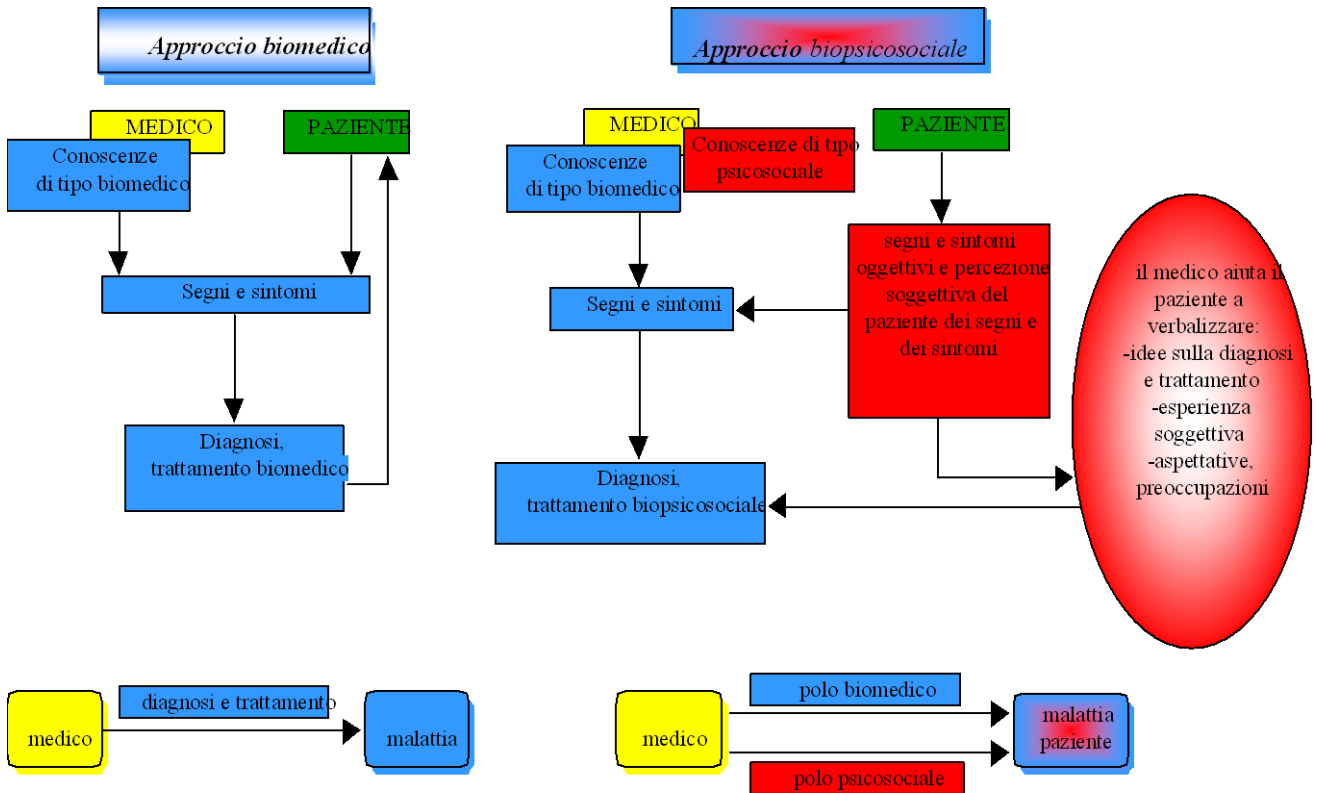 Approccio biomedico
MEDICO
PAZIENTE
Conoscenze
di tipo biomedico
Segni e sintomi
Diagnosi,
trattamento biomedico
diagnosi e trattamento
medico
malattia
Approccio biopsicosociale
MEDICO
PAZIENTE
Conoscenze di tipo
psicosociale
Conoscenze
di tipo biomedico
segni e sintomi
oggettivi e percezione
soggettiva del
paziente dei segni e
dei sintomi
Segni e sintomi
il medico aiuta il
paziente a
verbalizzare:
-idee sulla diagnosi
e trattamento
-esperienza
soggettiva
-aspettative,
preoccupazioni
Diagnosi,
trattamento biopsicosociale
polo biomedico
medico
malattia
paziente
polo psicosociale